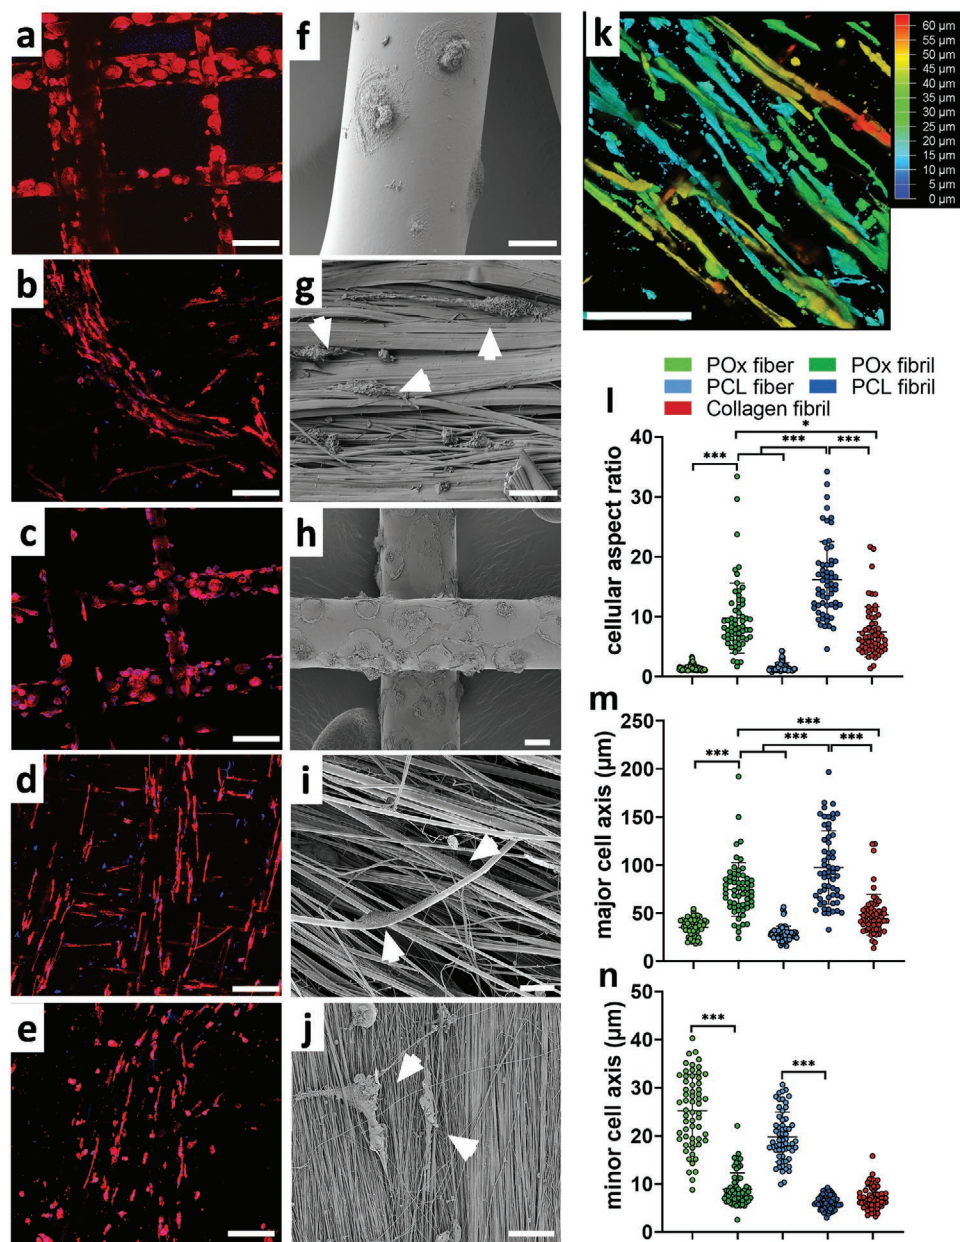 a
b
c
d
e
f
g
h
i
j
k
60 µm
55 µm
50 µm
45 µm
40 µm
35 µm
30 µm
25 µm
20 µm
15 µm
10 µm
5 µm
0 µm
POx fiber POx fibril
PCL fiber PCL fibril
Collagen fibril
l
cellular aspect ratio
40
30
20
10
0
*
*** *** ***
m
major cell axis (µm)
250
200
150
100
50
0
***
*** *** ***
n
minor cell axis (µm)
50
40
30
20
10
0
*** ***